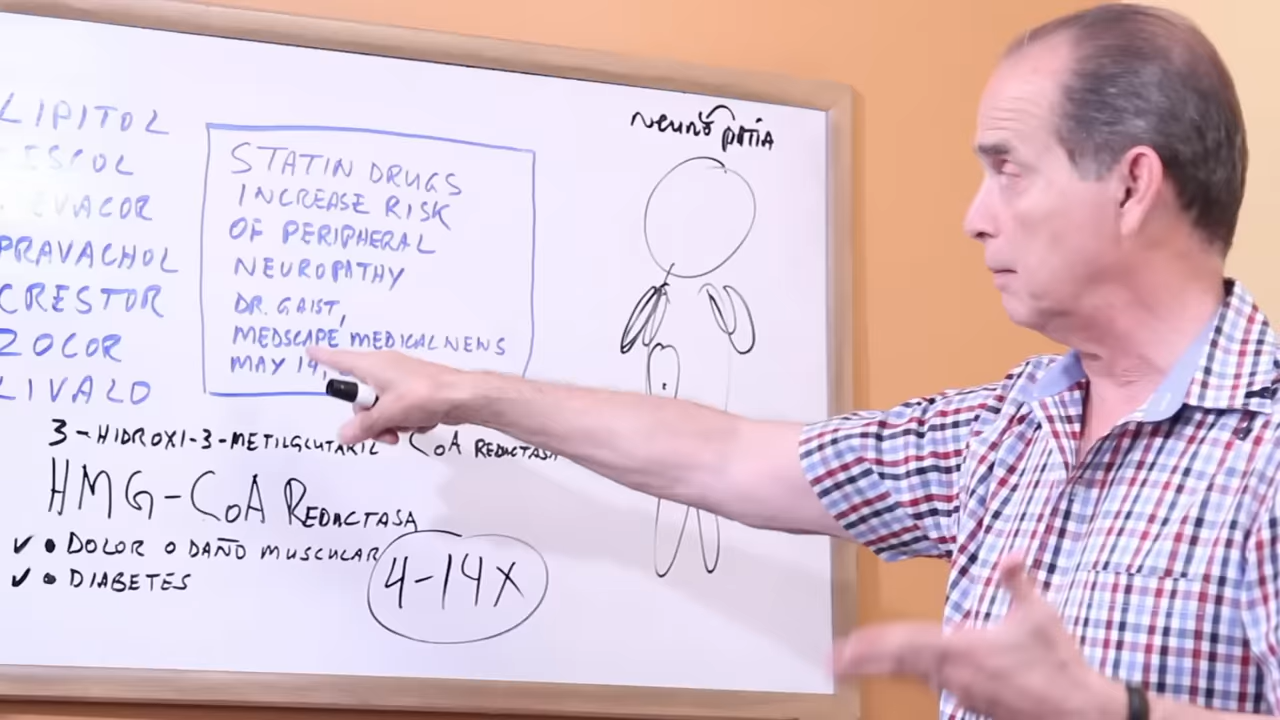 LIPITOL
ESCOL
EVACOR
PRAVACHOL
CRESTOR
ZOCOR
LIVALO
STATIN DRUGS
INCREASE RISK
OF PERIPHERAL
NEUROPATHY
DR. GAIST,
MEDSCAPE MEDICAL NEWS
MAY 14,
neuropatía
3-HIDROXI-3-METILGLUTARIL CoA REDUCTASA
HMG-CoA REDUCTASA
✓ • DOLOR O DAÑO MUSCULAR
✓ • DIABETES
4-14X